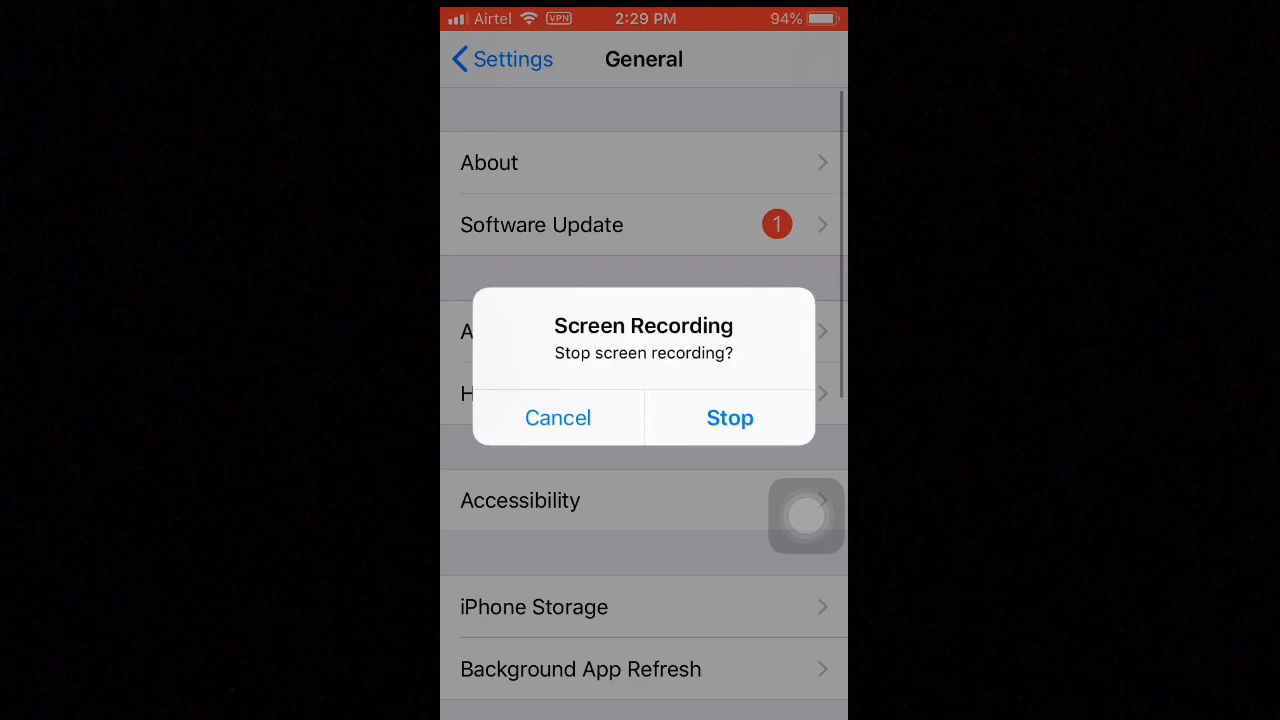 Airtel VPN 2:29 PM 94%
Settings General
About
Software Update 1
Screen Recording
A
Stop screen recording?
H
Cancel Stop
Accessibility
iPhone Storage
Background App Refresh